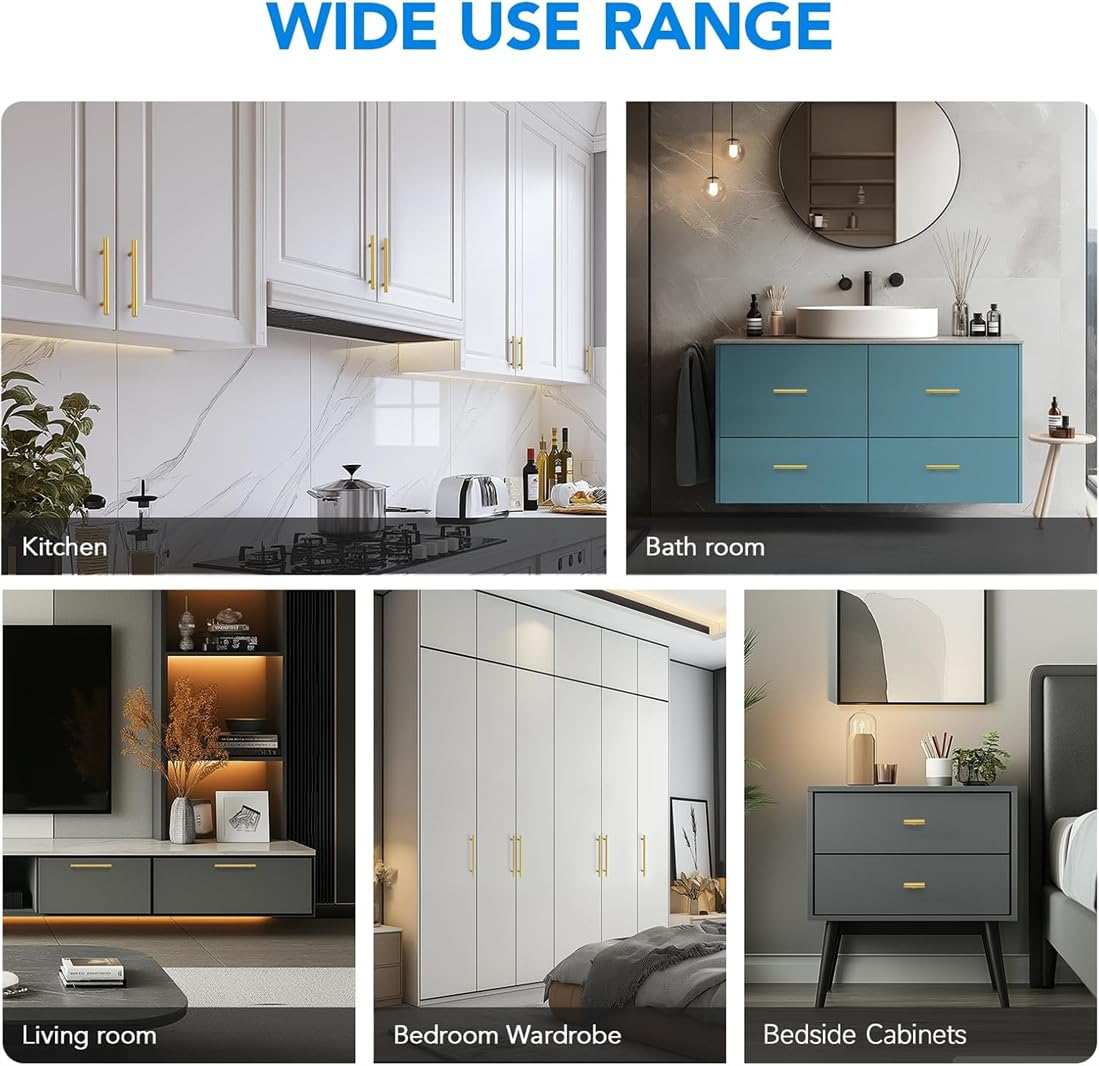 WIDE USE RANGE
Kitchen
Bath room
Living room
Bedroom Wardrobe
Bedside Cabinets